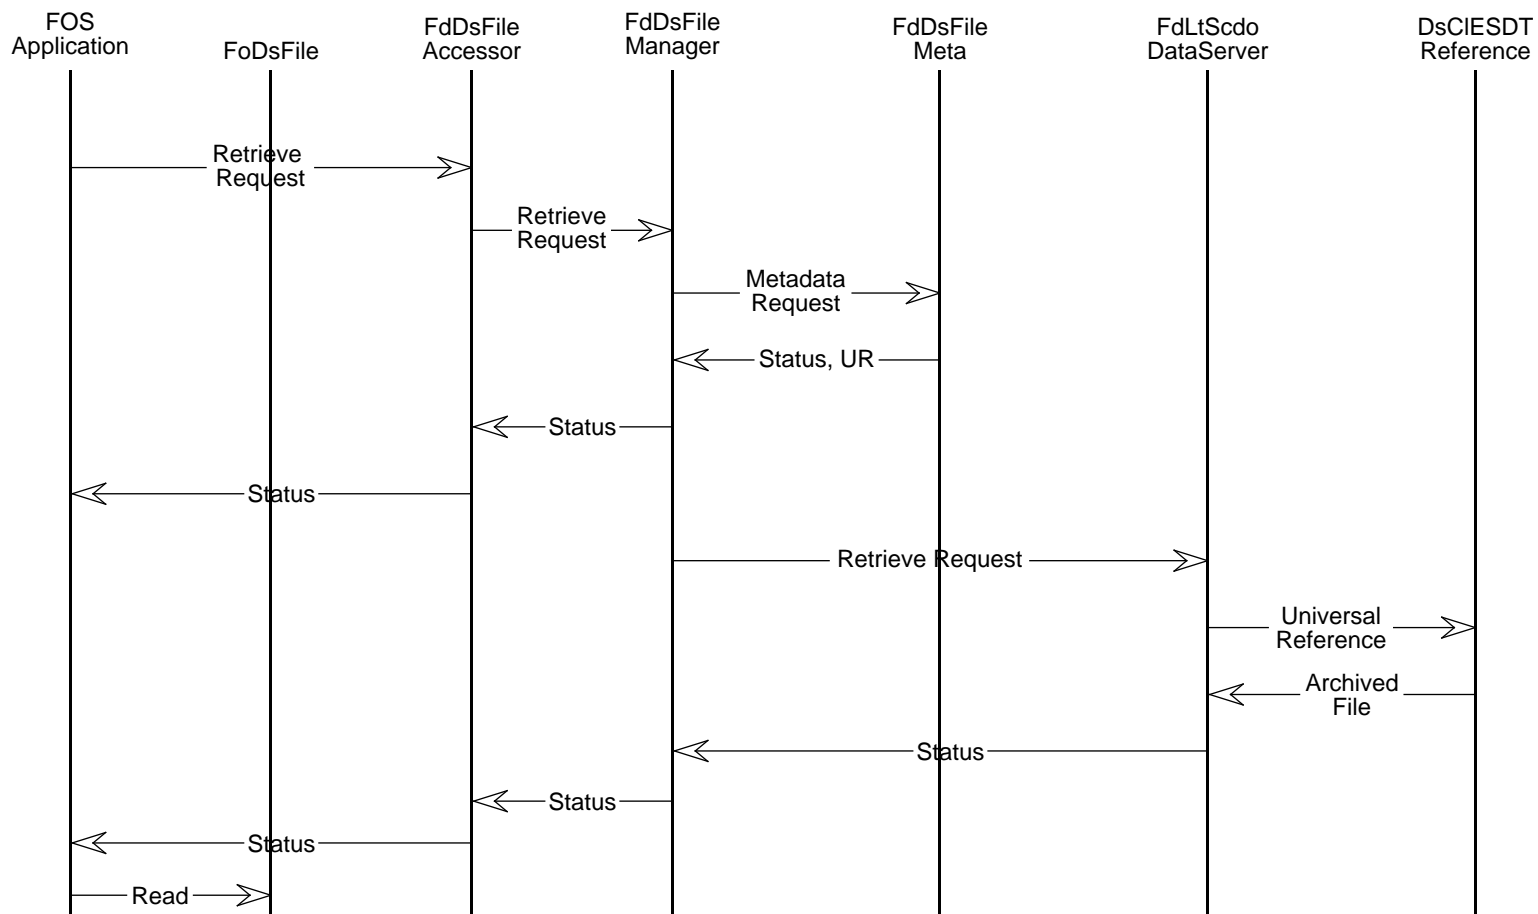 FOS
Application
FoDsFile
FdDsFile
Accessor
FdDsFile
Manager
FdDsFile
Meta
FdLtScdo
DataServer
DsClESDT
Reference
Retrieve
Request
Retrieve
Request
Metadata
Request
Status, UR
Status
Status
Retrieve Request
Universal
Reference
Archived
File
Status
Status
Status
Read